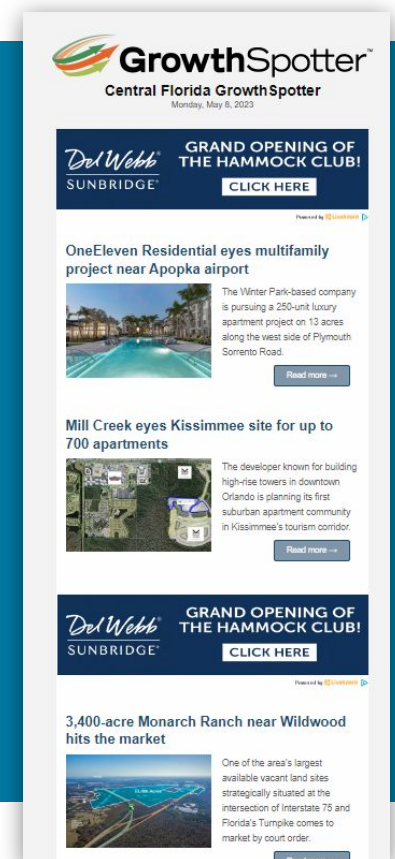 GrowthSpotter™
Central Florida GrowthSpotter
Monday, May 8, 2023
Del Webb®
SUNBRIDGE®
GRAND OPENING OF
THE HAMMOCK CLUB!
CLICK HERE
Powered by
OneEleven Residential eyes multifamily
project near Apopka airport
The Winter Park-based company
is pursuing a 250-unit luxury
apartment project on 13 acres
along the west side of Plymouth
Sorrento Road.
Read more →
Mill Creek eyes Kissimmee site for up to
700 apartments
The developer known for building
high-rise towers in downtown
Orlando is planning its first
suburban apartment community
in Kissimmee's tourism corridor.
Read more →
Del Webb®
SUNBRIDGE®
GRAND OPENING OF
THE HAMMOCK CLUB!
CLICK HERE
Powered by
3,400-acre Monarch Ranch near Wildwood
hits the market
One of the area's largest
available vacant land sites
strategically situated at the
intersection of Interstate 75 and
Florida's Turnpike comes to
market by court order.